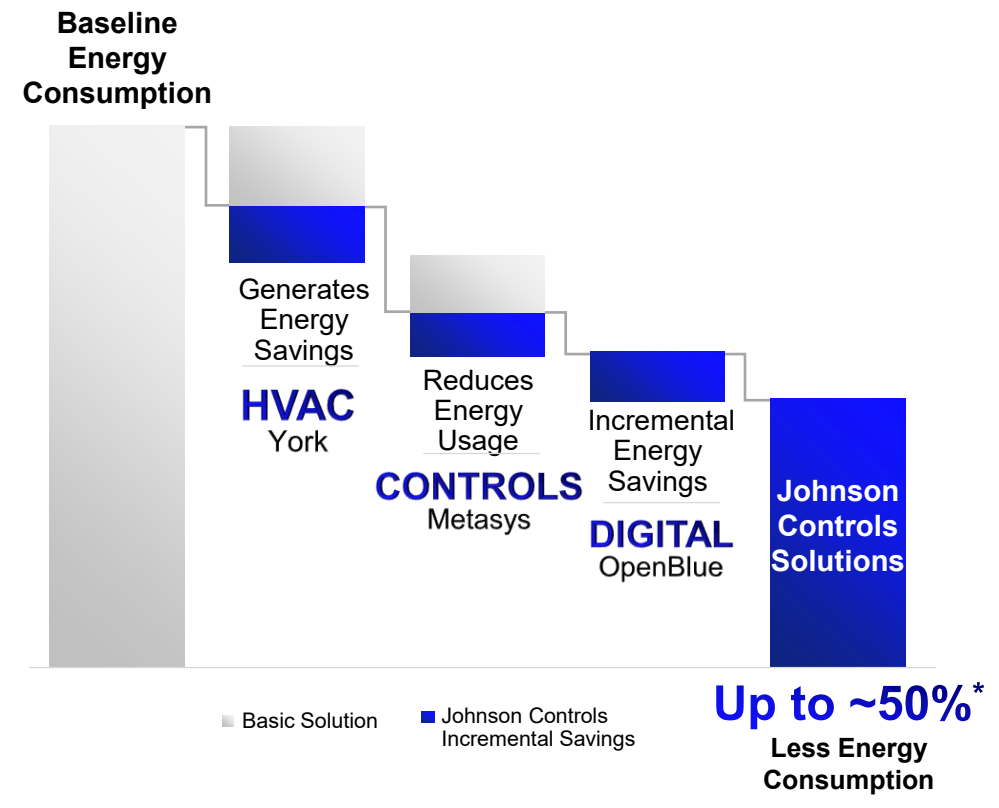 Baseline
Energy
Consumption
Generates
Energy
Savings
HVAC
York
Reduces
Energy
Usage
CONTROLS
Metasys
Incremental
Energy
Savings
DIGITAL
OpenBlue
Johnson
Controls
Solutions
Up to ~50%*
Less Energy
Consumption
Basic Solution
Johnson Controls
Incremental Savings